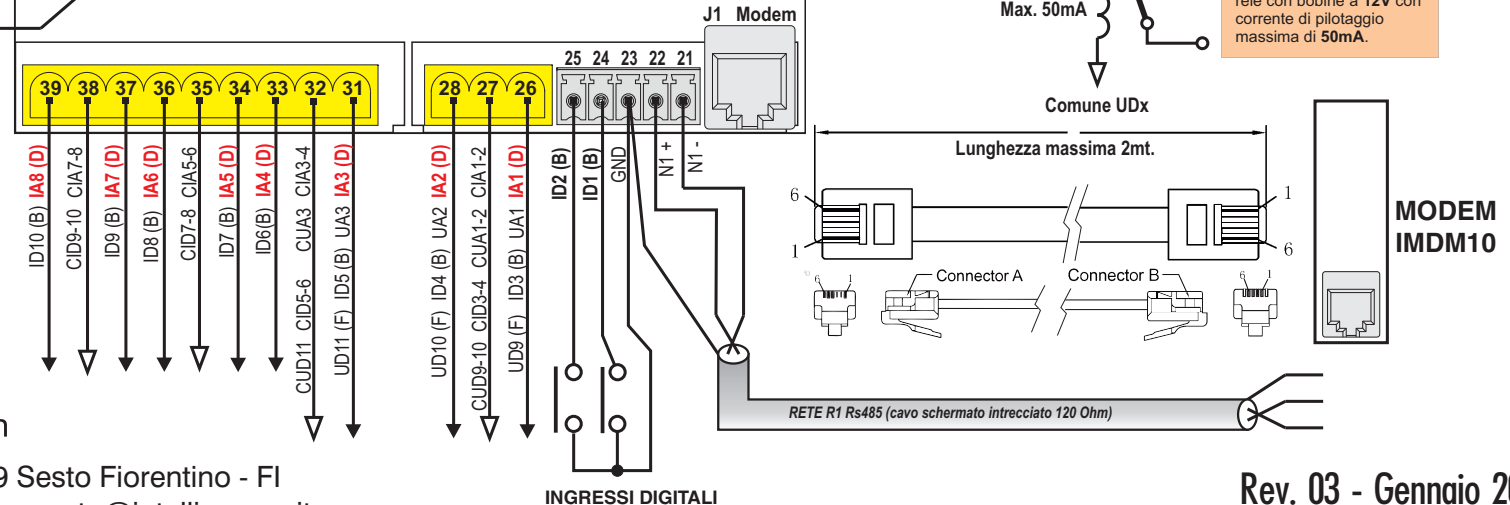 relè con bobine a 12V con
corrente di pilotaggio
massima di 50mA.
Max. 50mA
J1 Modem
25 24 23 22 21
39 38 37 36 35 34 33 32 31
28 27 26
Comune UDx
Lunghezza massima 2mt.
ID10 (B) IA8 (D)
CID9-10 CIA7-8
ID9 (B) IA7 (D)
ID8 (B) IA6 (D)
CID7-8 CIA5-6
ID7 (B) IA5 (D)
ID6(B) IA4 (D)
CUD11 CID5-6 CUA3 CIA3-4
UD11 (F) ID5 (B) UA3 IA3 (D)
UD10 (F) ID4 (B) UA2 IA2 (D)
CUD9-10 CID3-4 CUA1-2 CIA1-2
UD9 (F) ID3 (B) UA1 IA1 (D)
ID2 (B)
ID1 (B)
GND
N1 +
N1 -
6
1
1
6
MODEM
IMDM10
Connector A
Connector B
6 1
6 1
RETE R1 Rs485 (cavo schermato intrecciato 120 Ohm)
9 Sesto Fiorentino - FI
INGRESSI DIGITALI
Rev. 03 - Gennaio